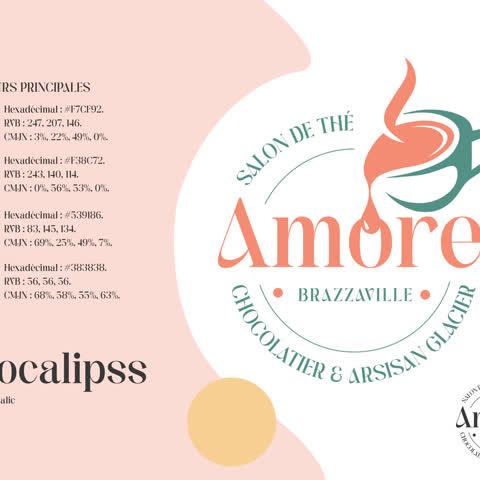 RS PRINCIPALES
Hexadécimal : #F7CF92.
RVB : 247, 207, 146.
CMJN : 3%, 22%, 49%, 0%.
Hexadécimal : #F38C72.
RVB : 243, 140, 114.
CMJN : 0%, 56%, 53%, 0%.
Hexadécimal : #539186.
RVB : 83, 145, 134.
CMJN : 69%, 25%, 49%, 7%.
Hexadécimal : #383838.
RVB : 56, 56, 56.
CMJN : 68%, 58%, 55%, 63%.
ocalipss
alic
SALON DE THÉ
Amore
BRAZZAVILLE
CHOCOLATIER & ARSISAN GLACIER